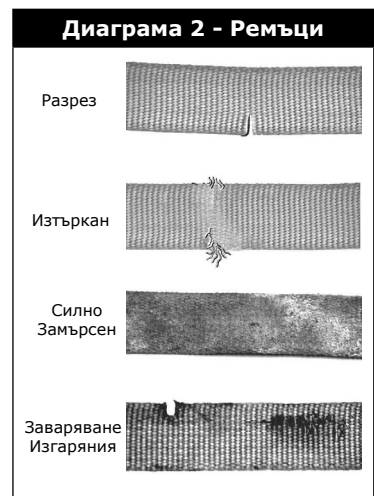 Диаграма 2 - Ремъци
Разрез
Изтъркан
Силно
Замърсен
Заваряване
Изгаряния